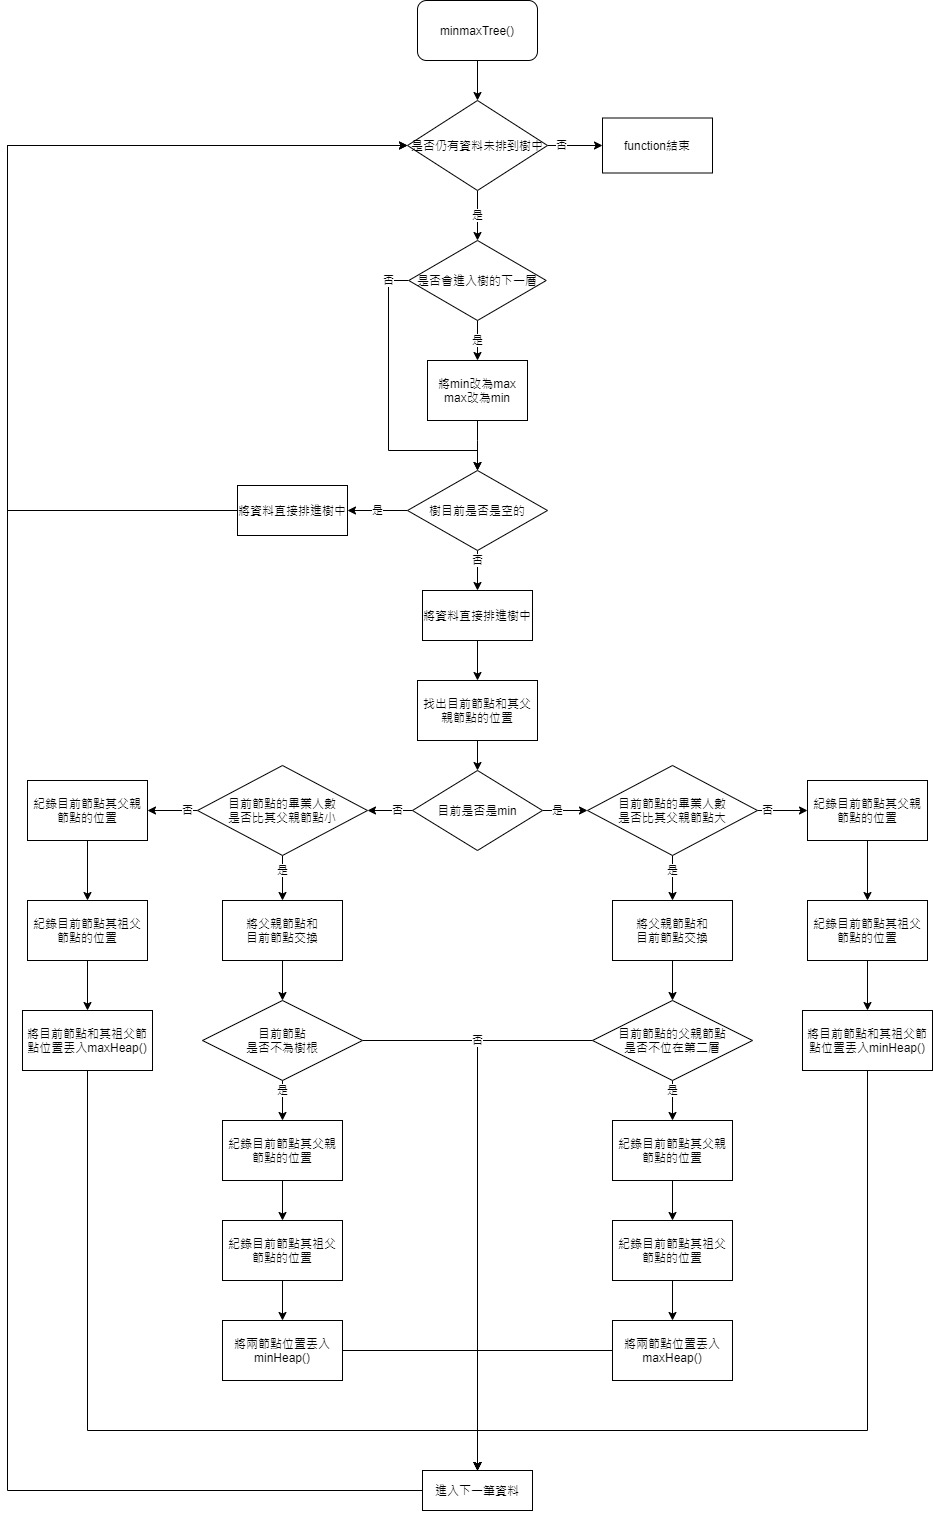 minmaxTree()
是否仍有資料未排到樹中
否
function結束
是
否
是否會進入樹的下一層
是
將min改為max
max改為min
將資料直接排進樹中
是
樹目前是否是空的
否
將資料直接排進樹中
找出目前節點和其父
親節點的位置
紀錄目前節點其父親
節點的位置
否
目前節點的畢業人數
是否比其父親節點小
否
目前是否是min
是
目前節點的畢業人數
是否比其父親節點大
否
紀錄目前節點其父親
節點的位置
是
是
紀錄目前節點其祖父
節點的位置
將父親節點和
目前節點交換
將父親節點和
目前節點交換
紀錄目前節點其祖父
節點的位置
將目前節點和其祖父節
點位置丟入maxHeap()
目前節點
是否不為樹根
否
目前節點的父親節點
是否不位在第二層
將目前節點和其祖父節
點位置丟入minHeap()
是
是
紀錄目前節點其父親
節點的位置
紀錄目前節點其父親
節點的位置
紀錄目前節點其祖父
節點的位置
紀錄目前節點其祖父
節點的位置
將兩節點位置丟入
minHeap()
將兩節點位置丟入
maxHeap()
進入下一筆資料